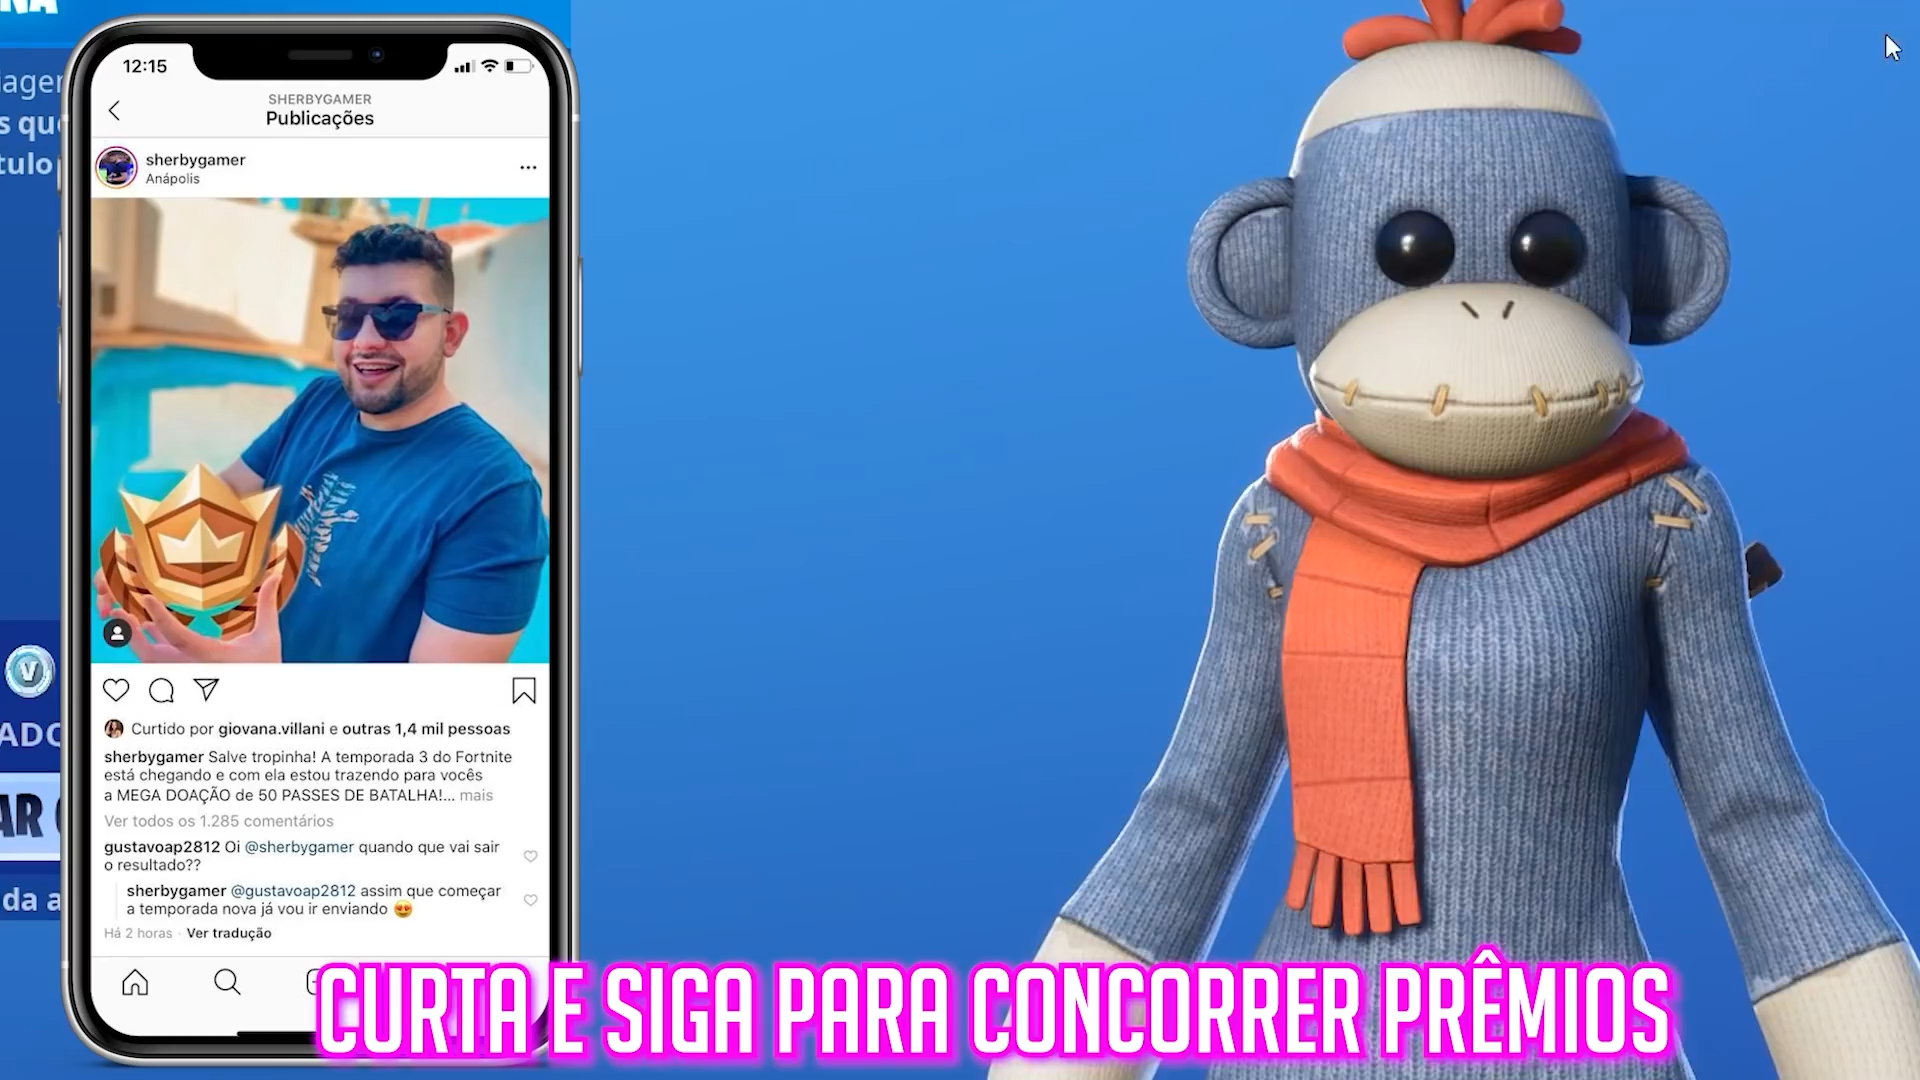 12:15
SHERBYGAMER
Publicações
sherbygamer
Anápolis
Curtido por giovana.villani e outras 1,4 mil pessoas
sherbygamer Salve tropinha! A temporada 3 do Fortnite
está chegando e com ela estou trazendo para vocês
a MEGA DOAÇÃO de 50 PASSES DE BATALHA!... mais
Ver todos os 1.285 comentários
gustavoap2812 Oi @sherbygamer quando que vai sair
o resultado??
sherbygamer @gustavoap2812 assim que começar
a temporada nova já vou ir enviando 😍
Há 2 horas · Ver tradução
CURTA E SIGA PARA CONCORRER PRÊMIOS
V
da a